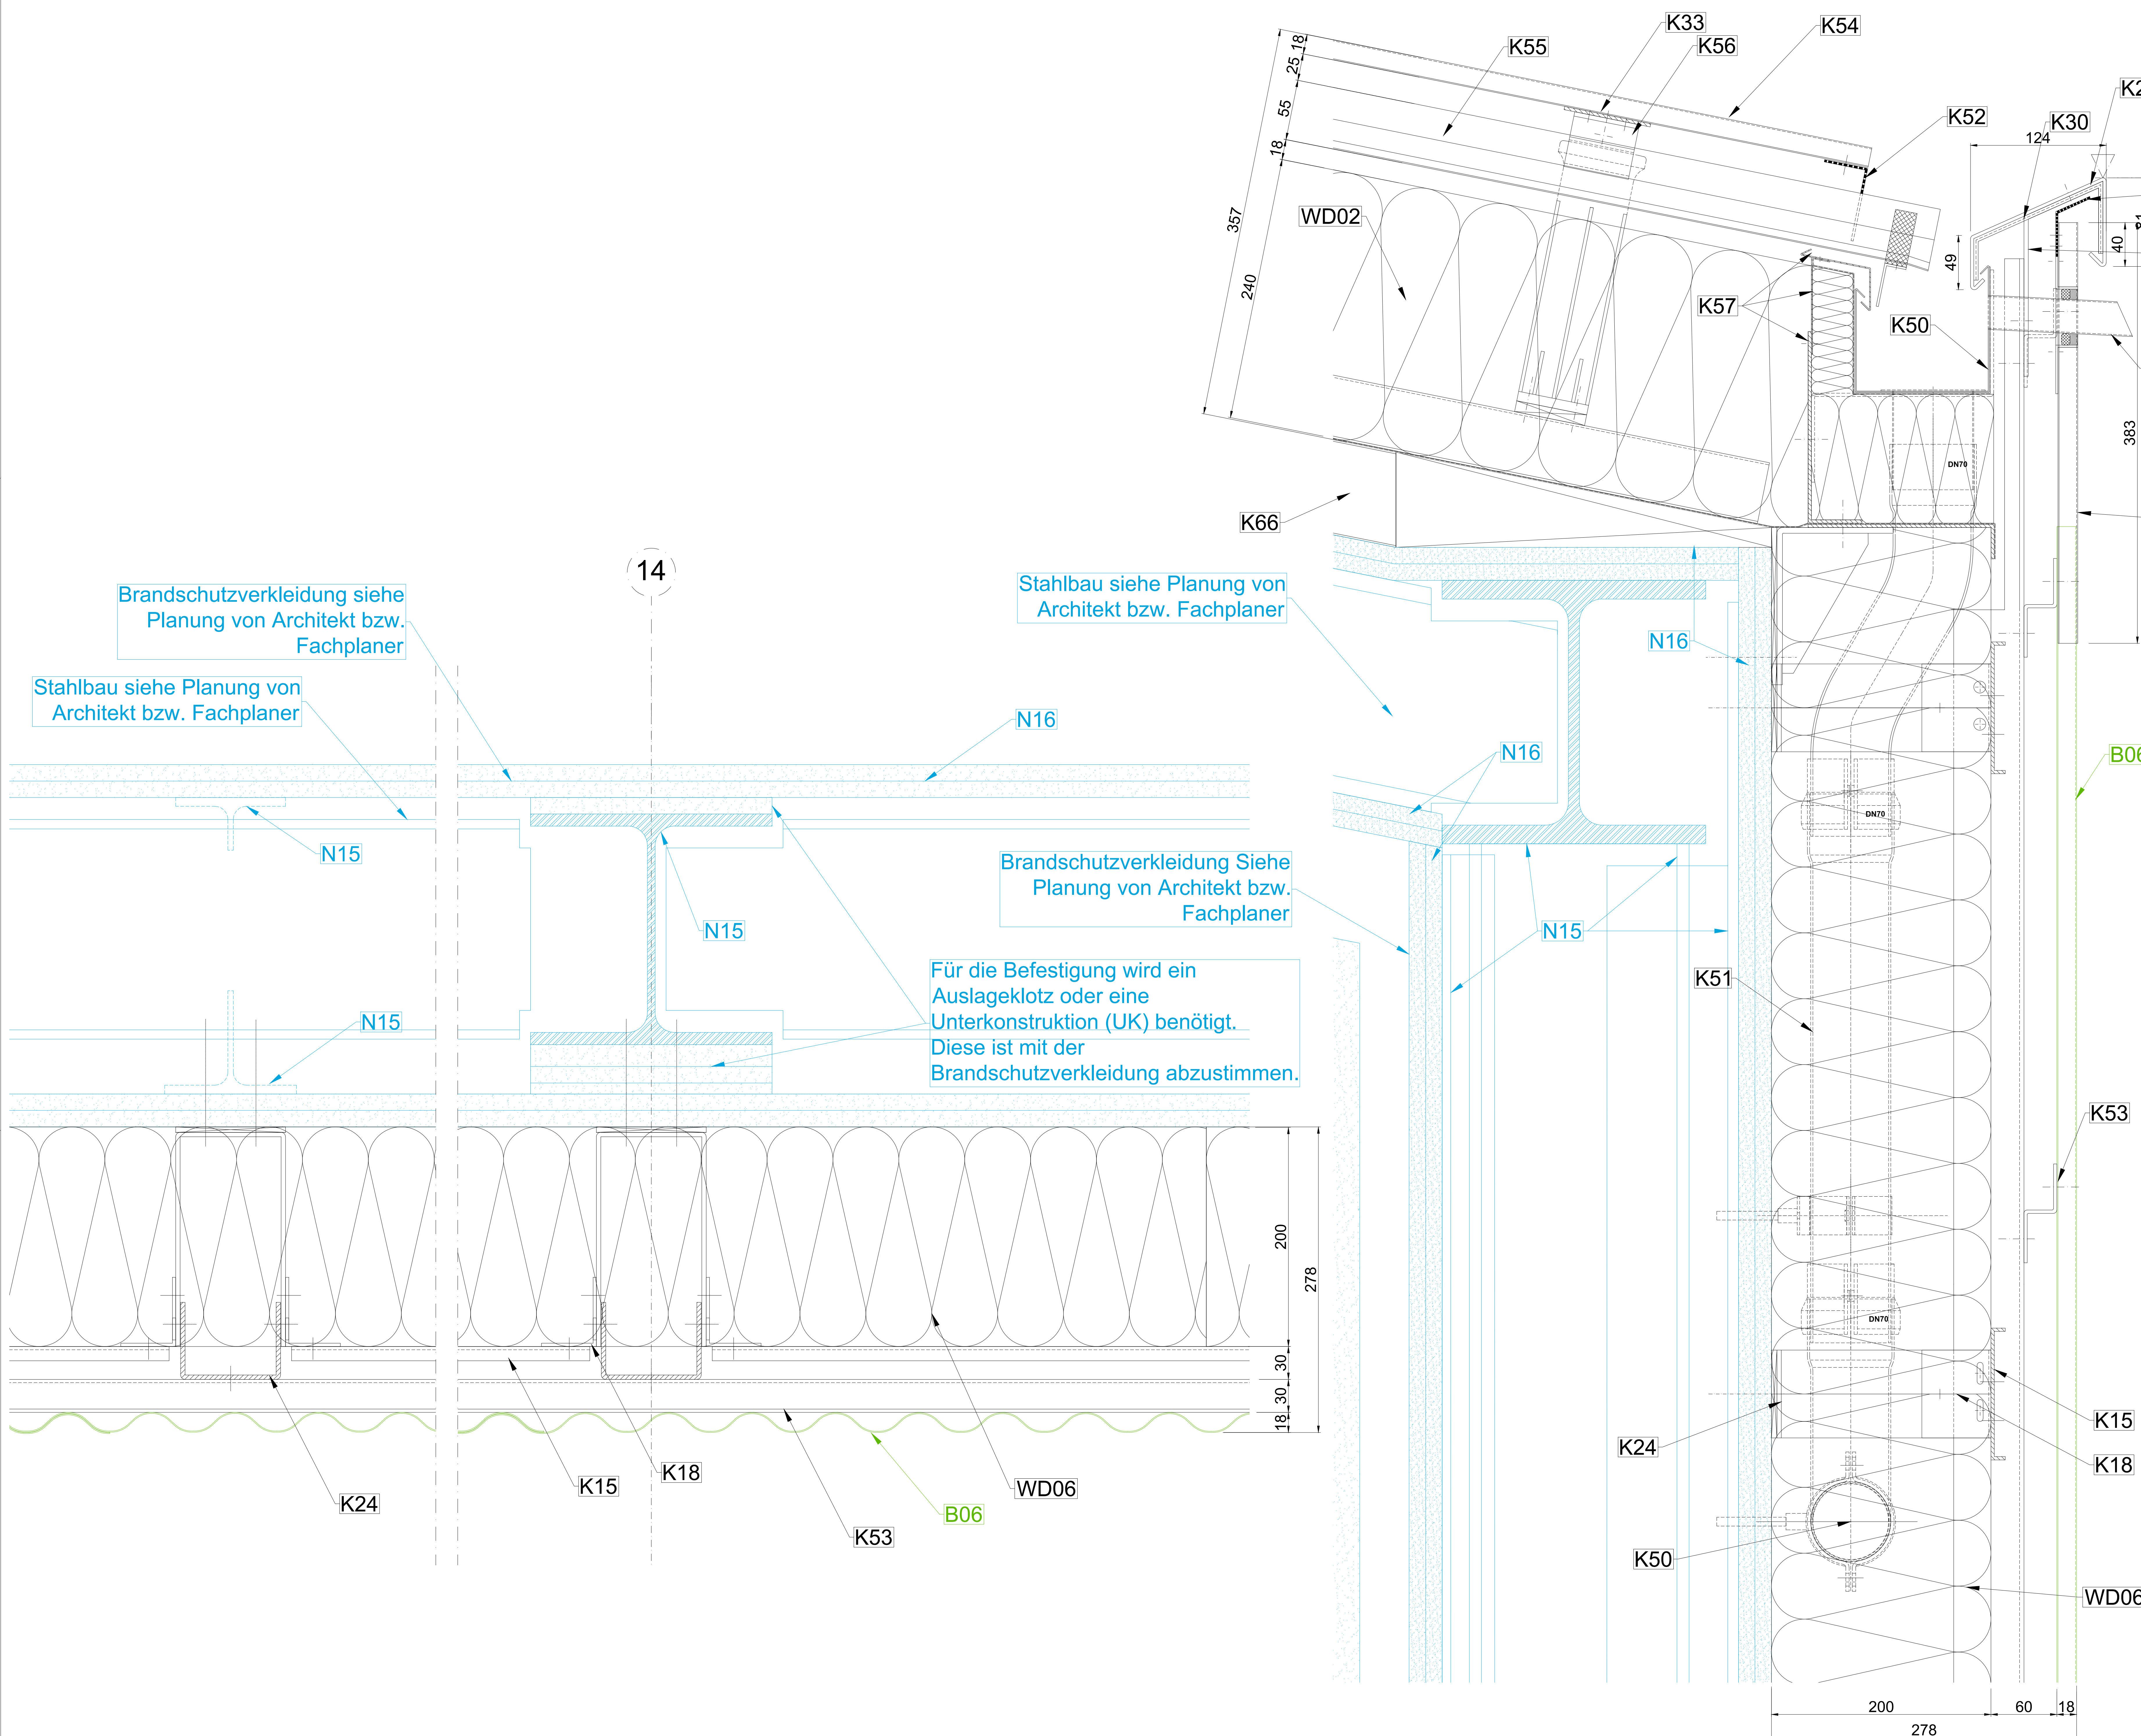 K33
K54
K55
K56
K52
K30
124
18
25
55
18
357
240
WD02
49
40
K57
K50
383
DN70
K66
14
Brandschutzverkleidung siehe
Planung von Architekt bzw.
Fachplaner
Stahlbau siehe Planung von
Architekt bzw. Fachplaner
Stahlbau siehe Planung von
Architekt bzw. Fachplaner
N16
N16
N16
B06
DN70
N15
N15
N15
N15
Brandschutzverkleidung Siehe
Planung von Architekt bzw.
Fachplaner
Für die Befestigung wird ein
Auslageklotz oder eine
Unterkonstruktion (UK) benötigt.
Diese ist mit der
Brandschutzverkleidung abzustimmen.
K51
K53
200
278
30
30
18
DN70
K15
K18
K24
K24
K15
K18
WD06
B06
K53
K50
WD06
200
60
18
278